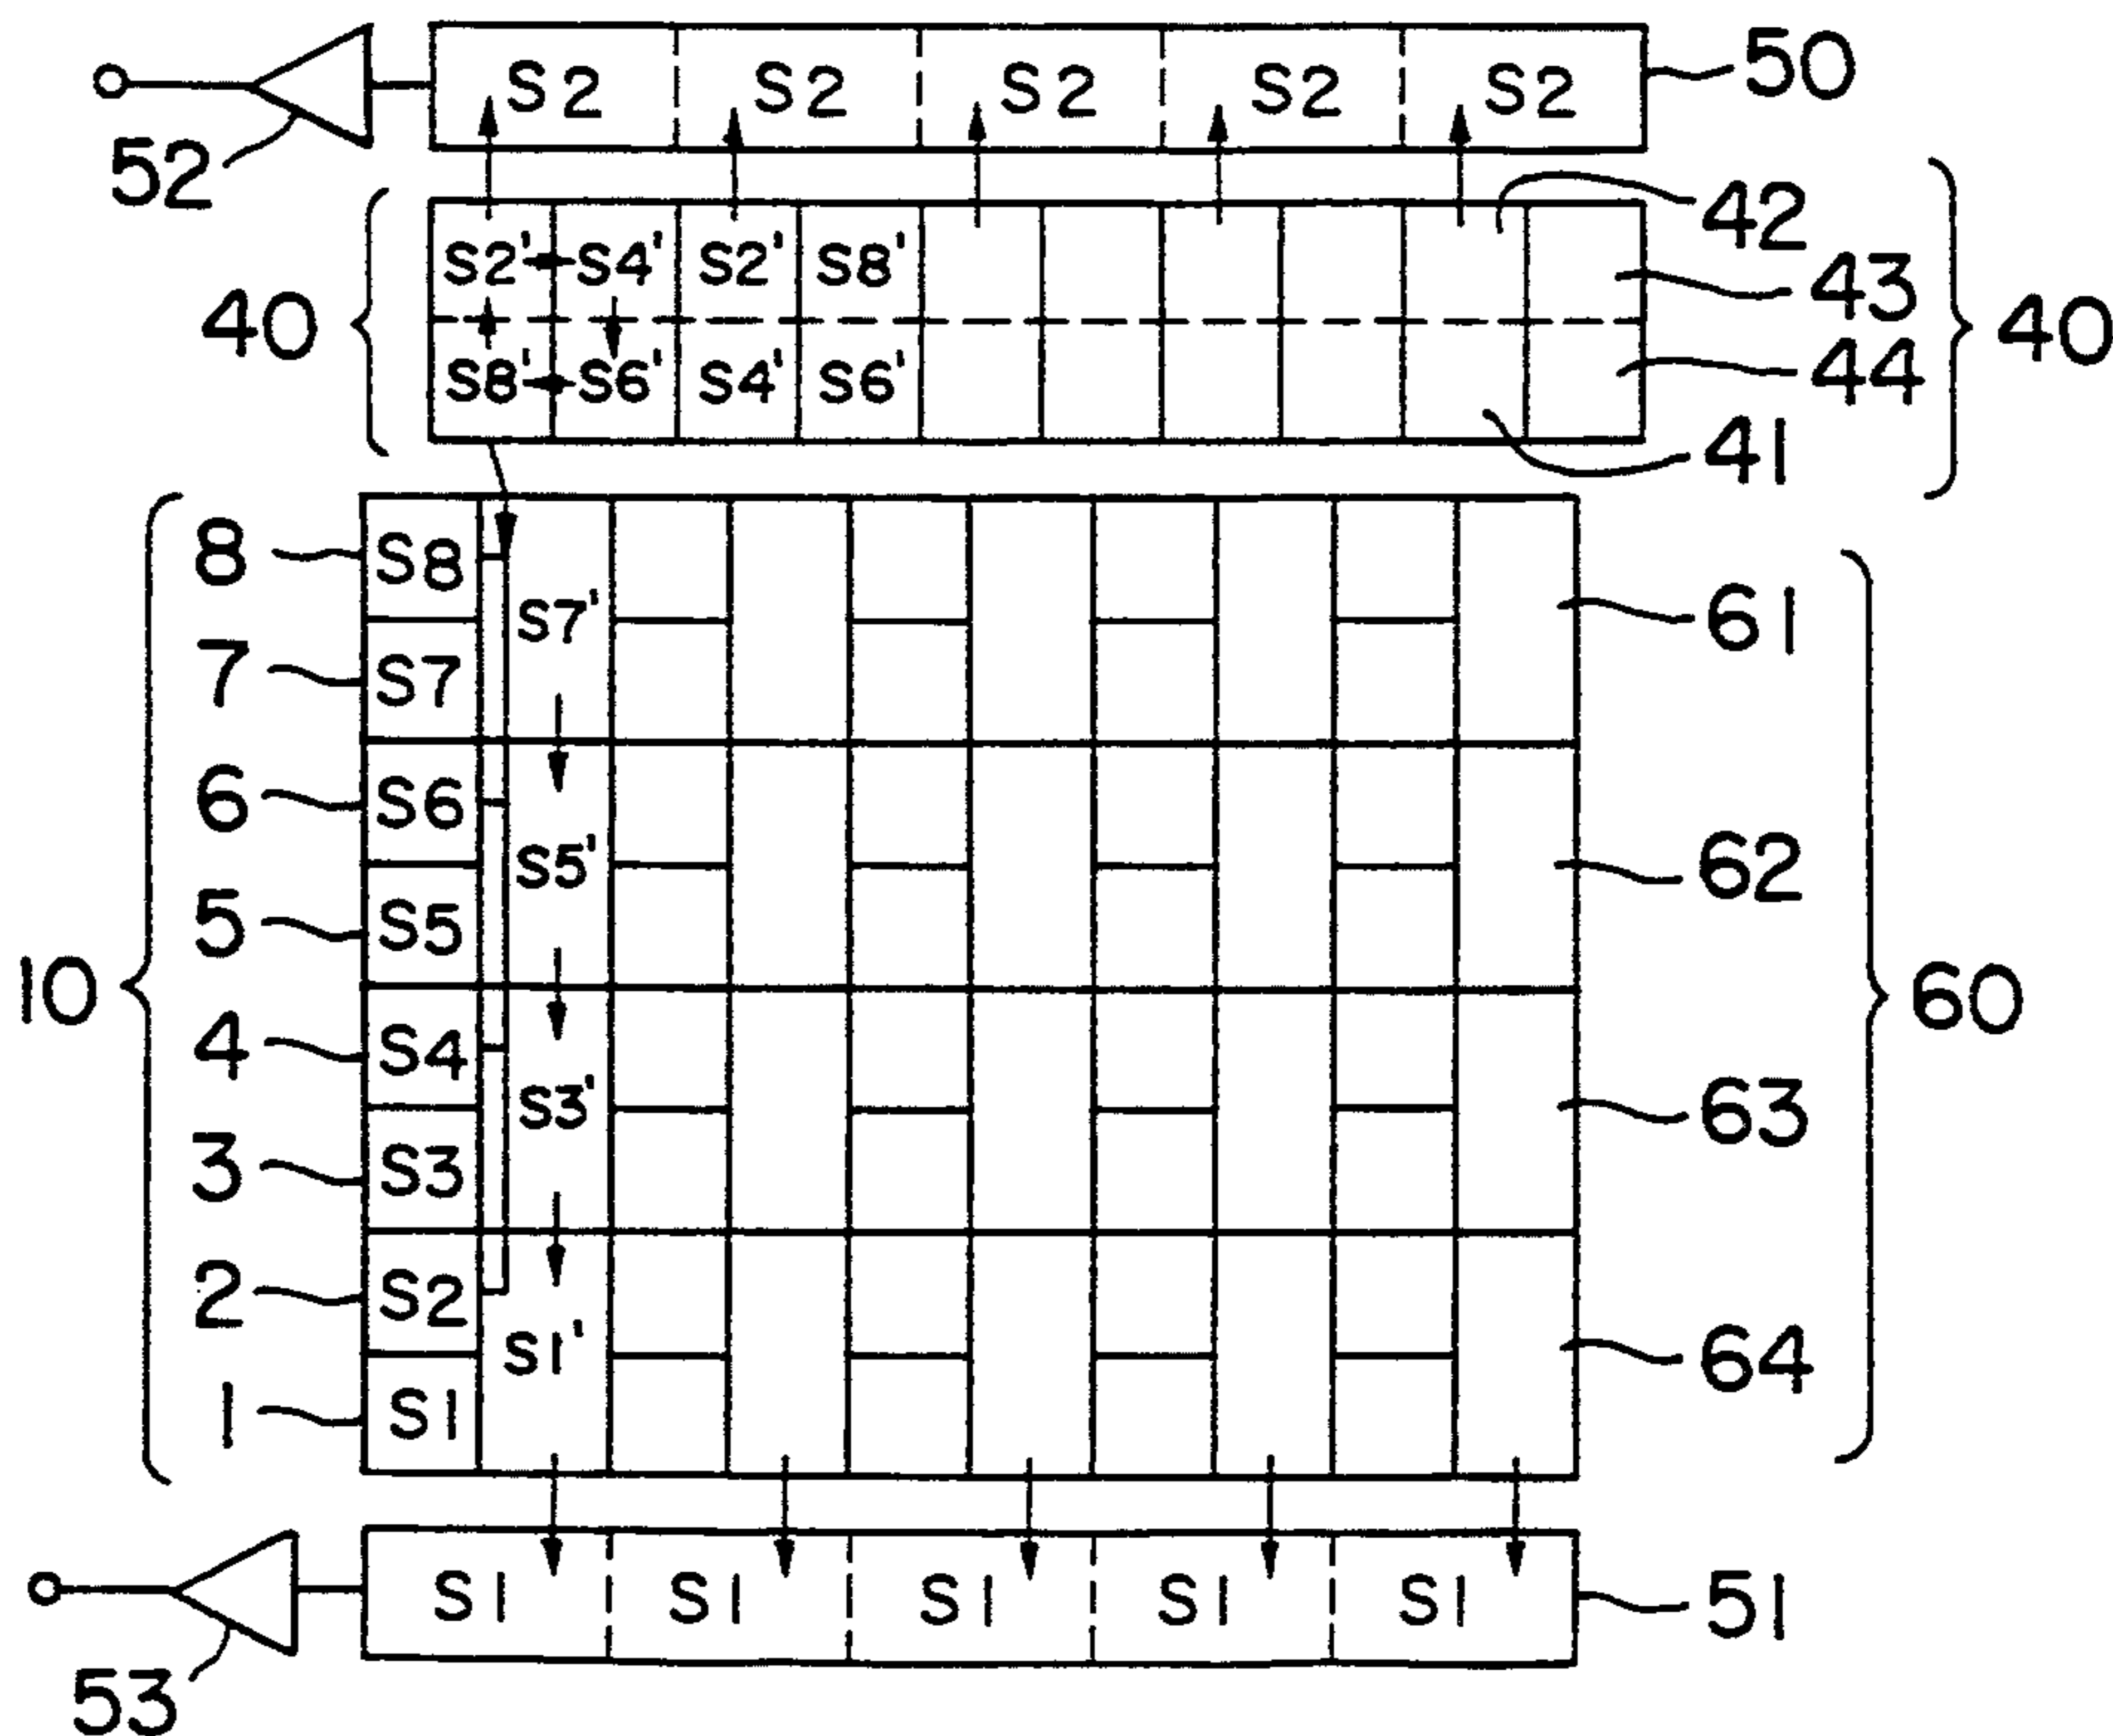 S2 S2 S2 S2 S2 50
52
42
S2' S4' S2' S8' 43
40 40
S8' S6' S4' S6' 44
41
8 S8
S7' 61
7 S7
6 S6
S5' 62
5 S5
10 60
4 S4
S3' 63
3 S3
2 S2
S1' 64
1 S1
S1 S1 S1 S1 S1 51
53